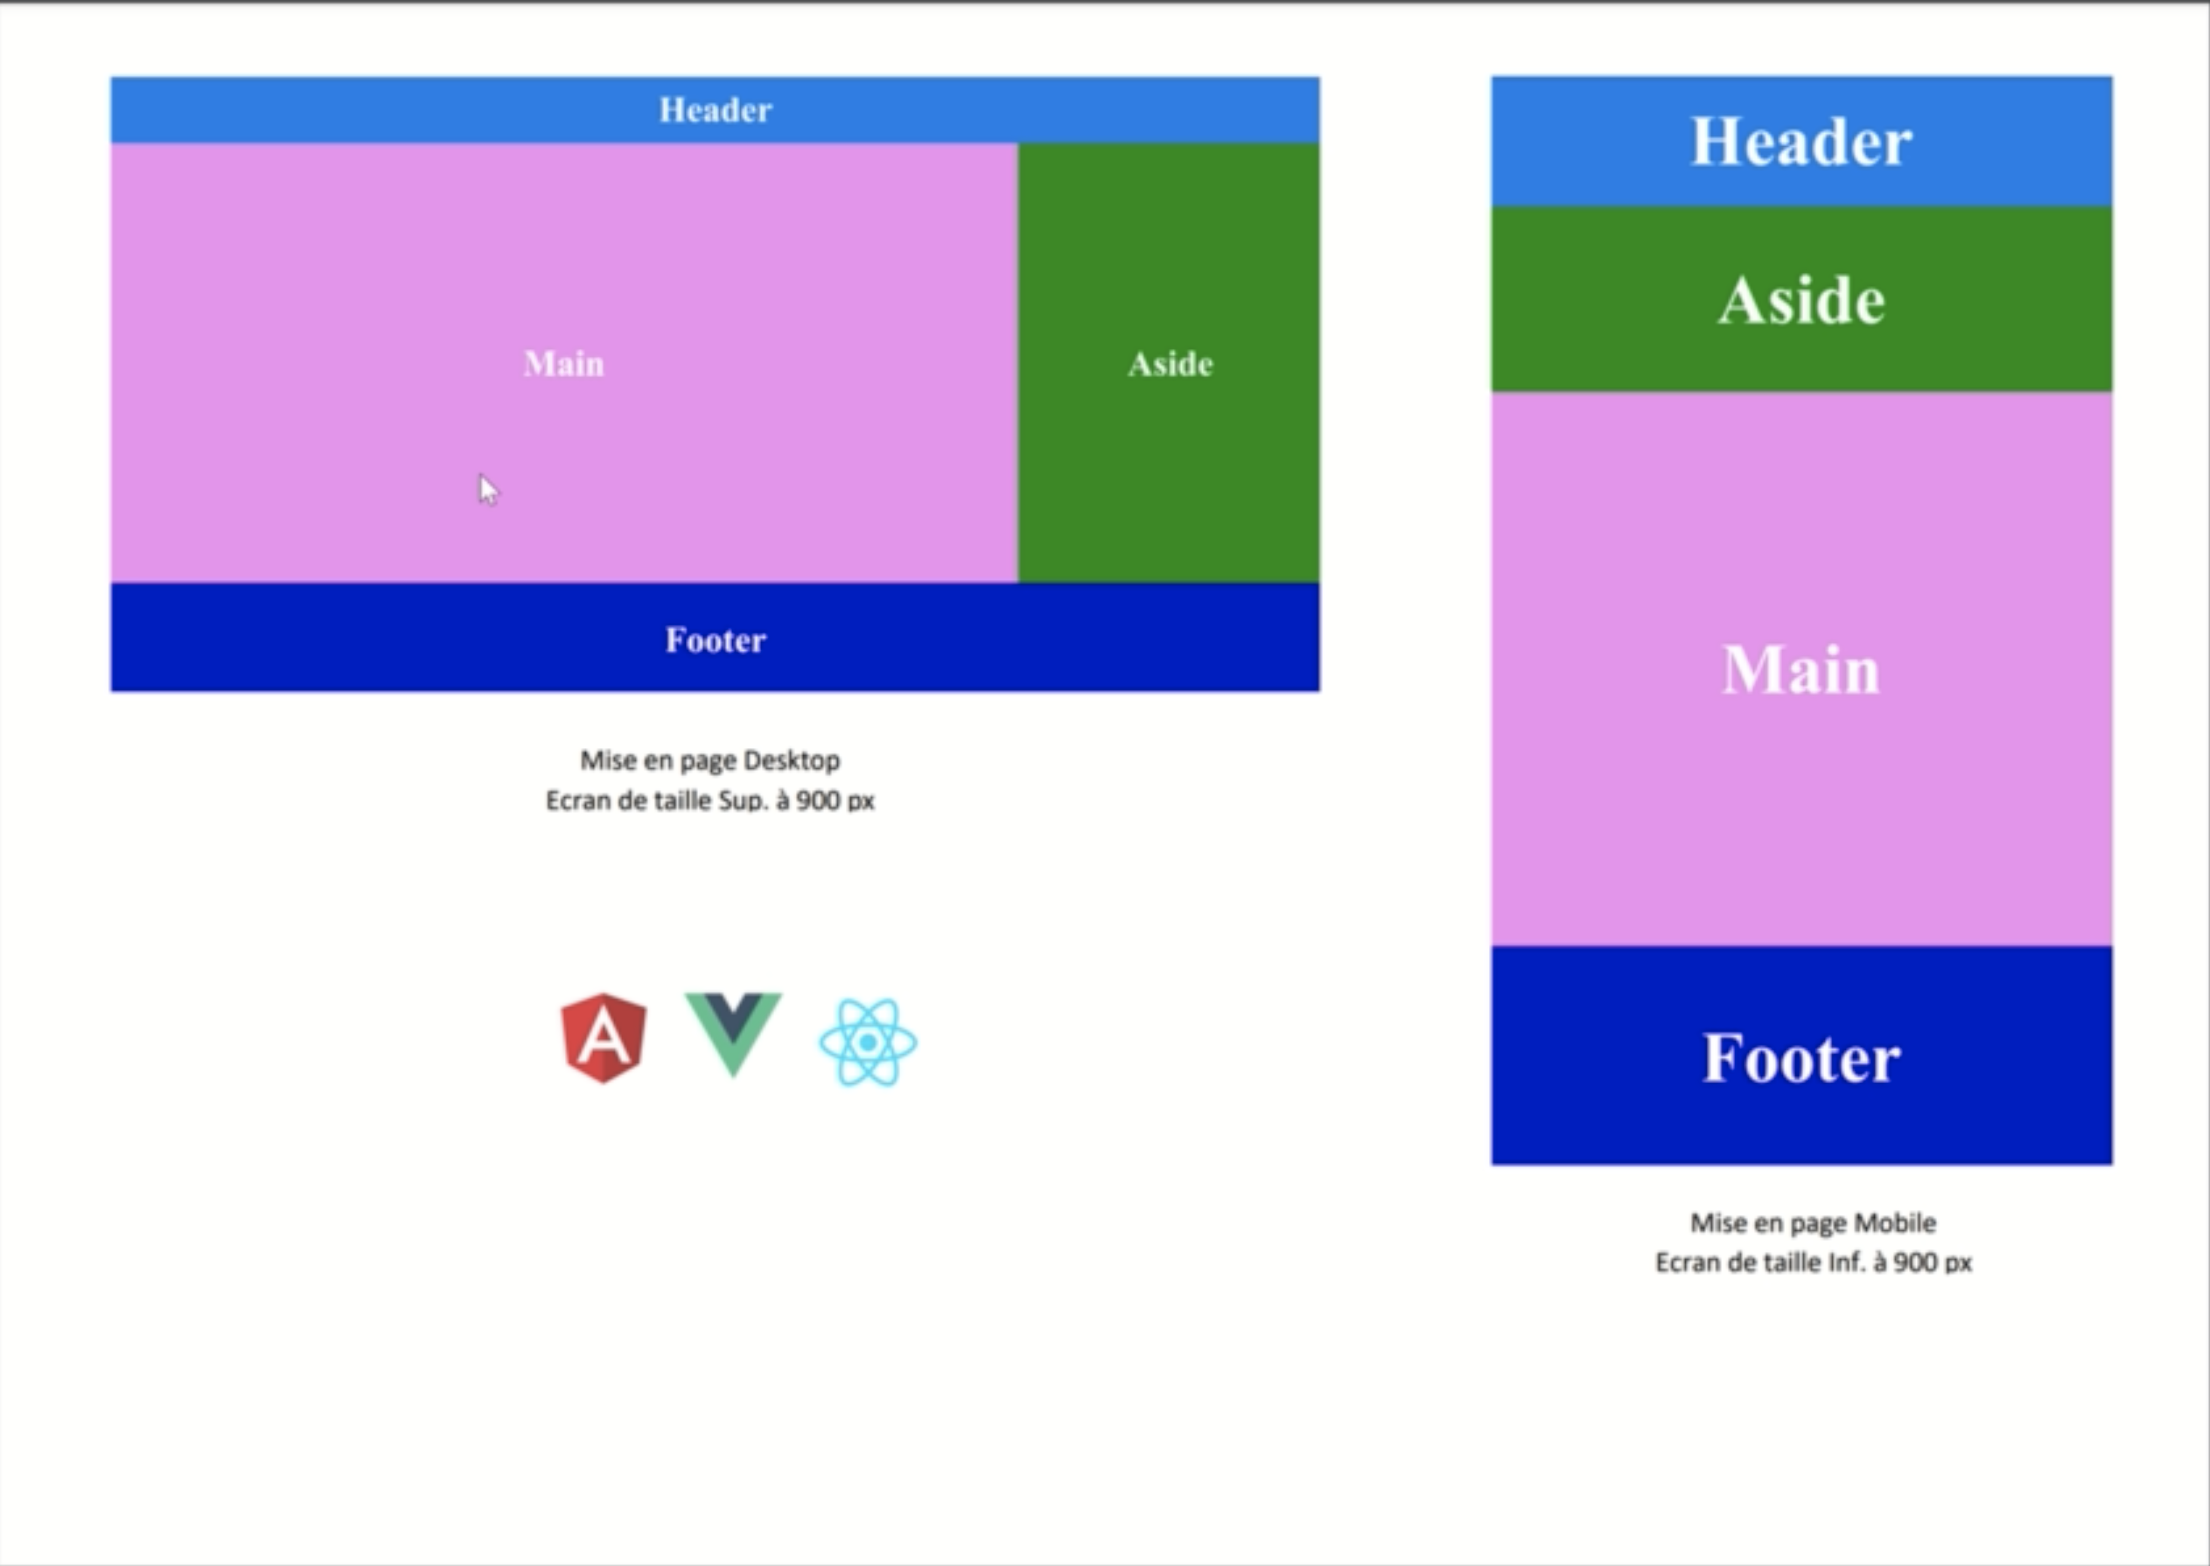 Header
Main
Aside
Footer
Mise en page Desktop
Ecran de taille Sup. à 900 px
Header
Aside
Main
Footer
Mise en page Mobile
Ecran de taille Inf. à 900 px